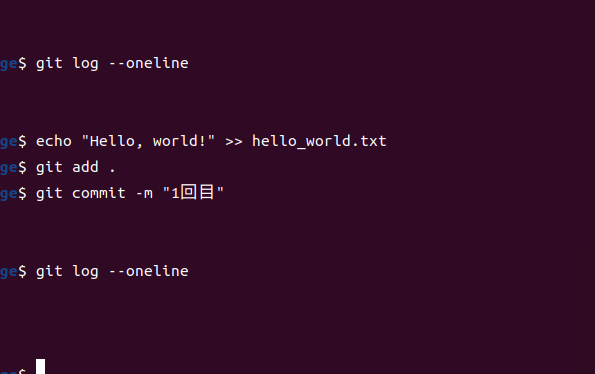 ge$ git log --oneline
ge$ echo "Hello, world!" >> hello_world.txt
ge$ git add .
ge$ git commit -m "1回目"
ge$ git log --oneline
ge$